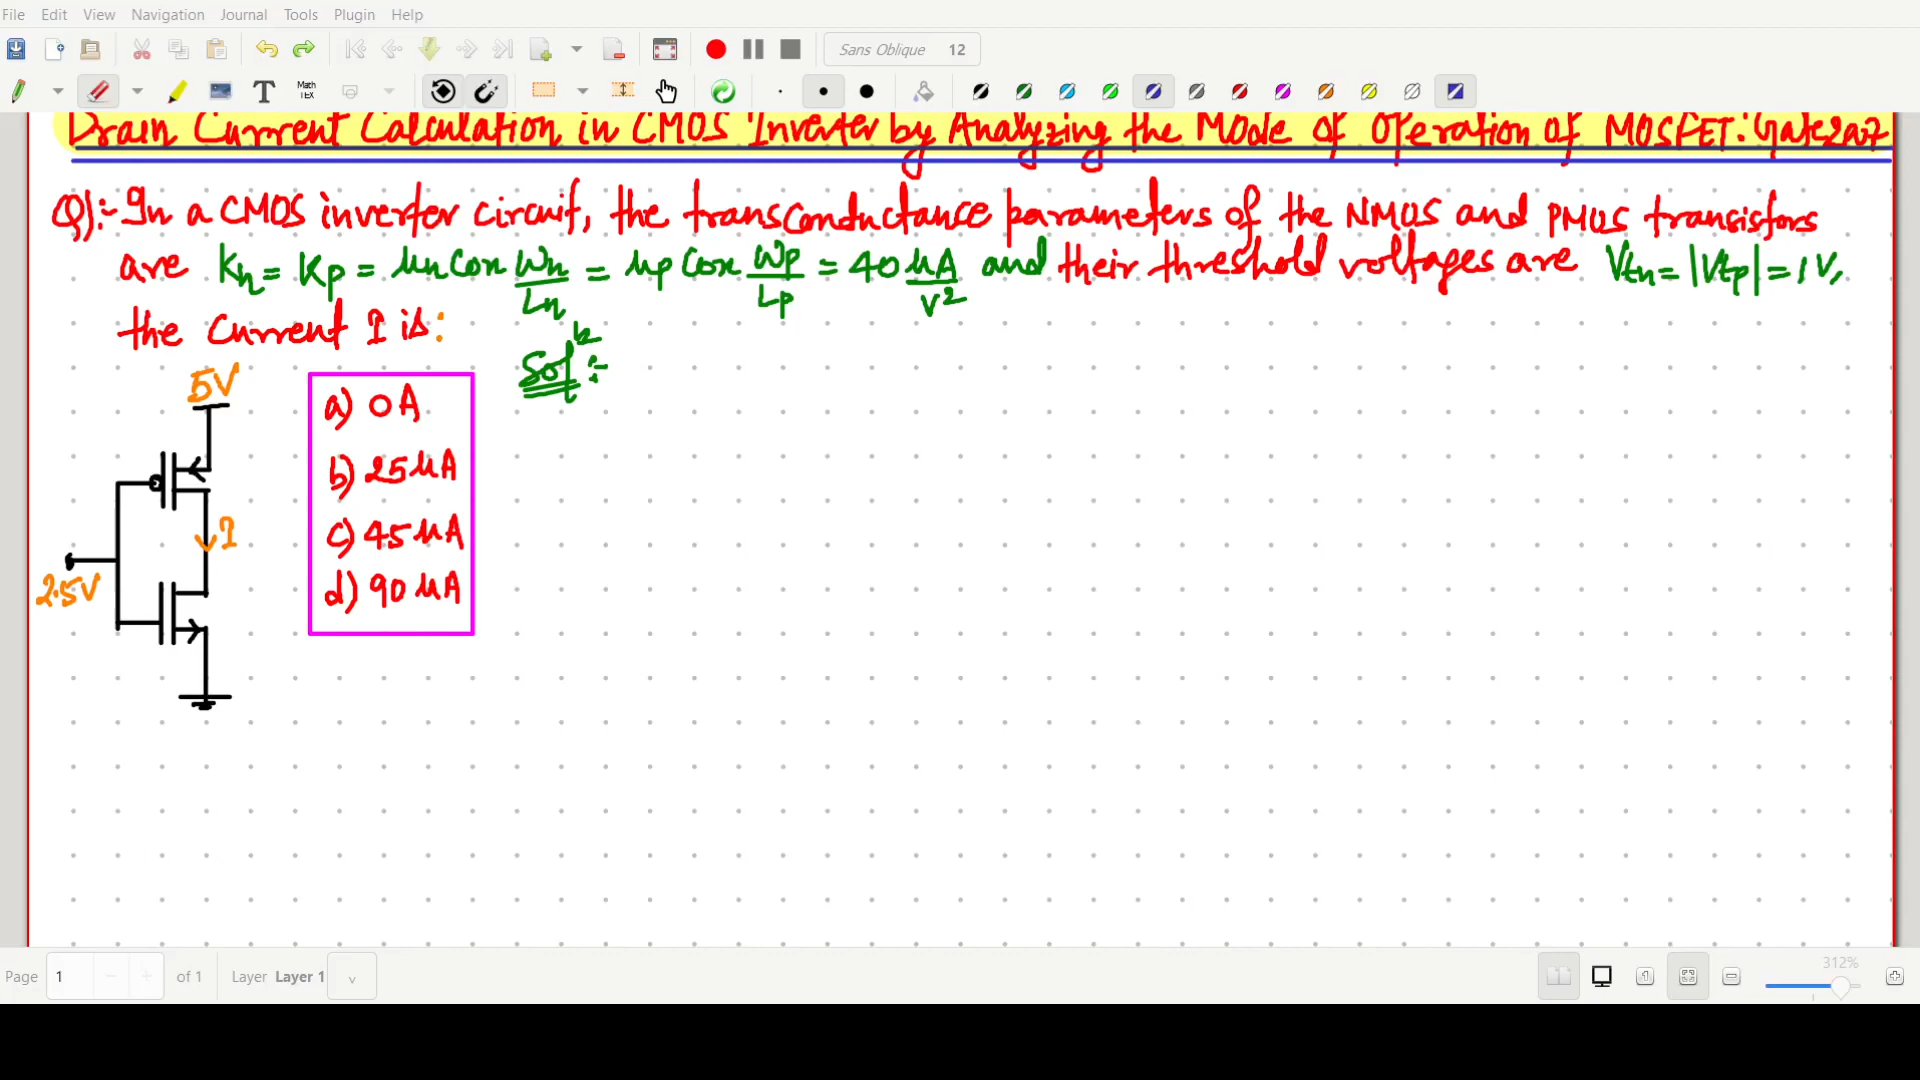 File Edit View Navigation Journal Tools Plugin Help
Sans Oblique 12
T Math TEX
Drain Current Calculation in CMOS Inverter by Analyzing the Mode of Operation of MOSFET: Gate2007
Q):- In a CMOS inverter circuit, the transconductance parameters of the NMOS and PMOS transistors
are Kn = Kp = μnCox Wn/Ln = μpCox Wp/Lp = 40 μA/V² and their threshold voltages are Vtn = |Vtp| = 1V,
the current I is:
Solⁿ:-
5V
a) 0A
b) 25μA
I
c) 45μA
2.5V
d) 90μA
Page 1 of 1 Layer Layer 1
312%